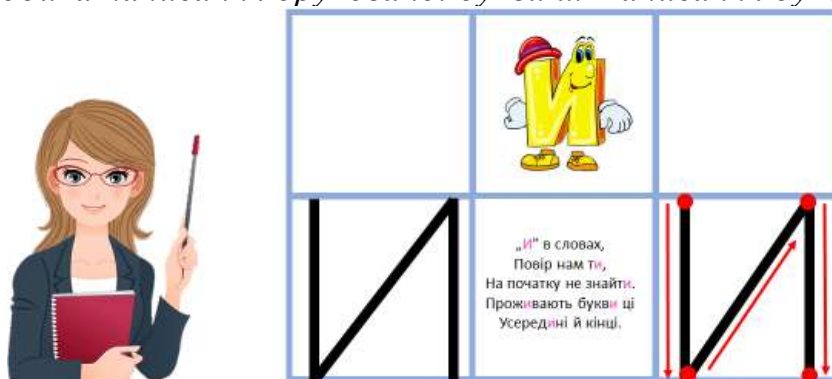 „И” в словах,
Повір нам ти,
На початку не знайти.
Проживають букви ці
Усередині й кінці.
И
И
И